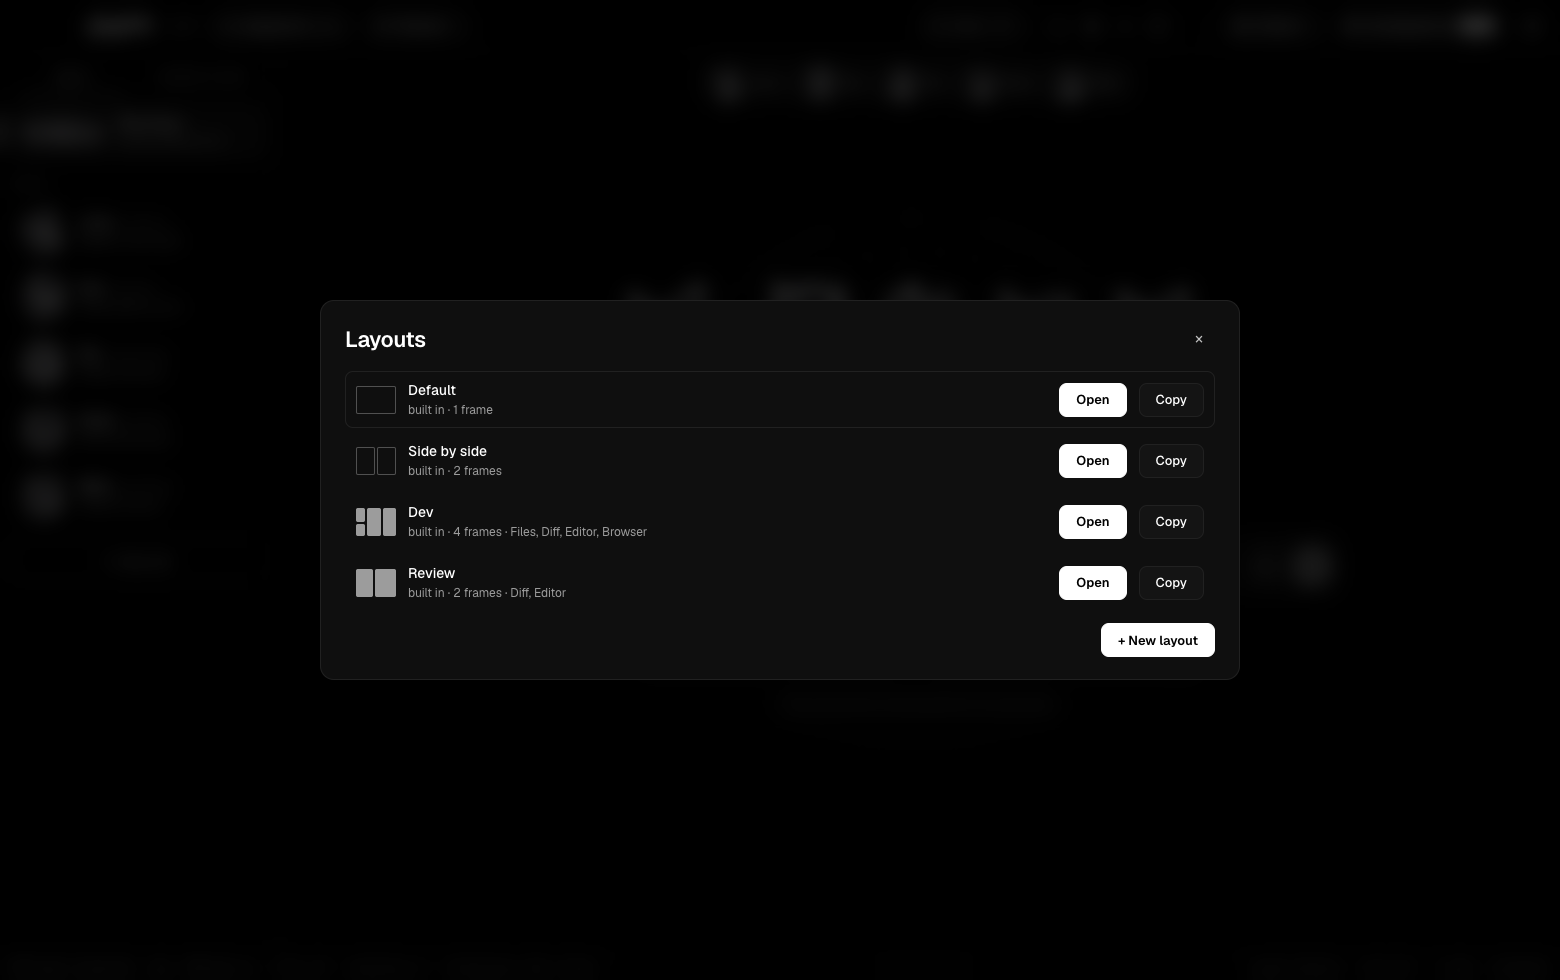 Layouts
×
Default
built in · 1 frame
Open
Copy
Side by side
built in · 2 frames
Open
Copy
Dev
built in · 4 frames · Files, Diff, Editor, Browser
Open
Copy
Review
built in · 2 frames · Diff, Editor
Open
Copy
+ New layout